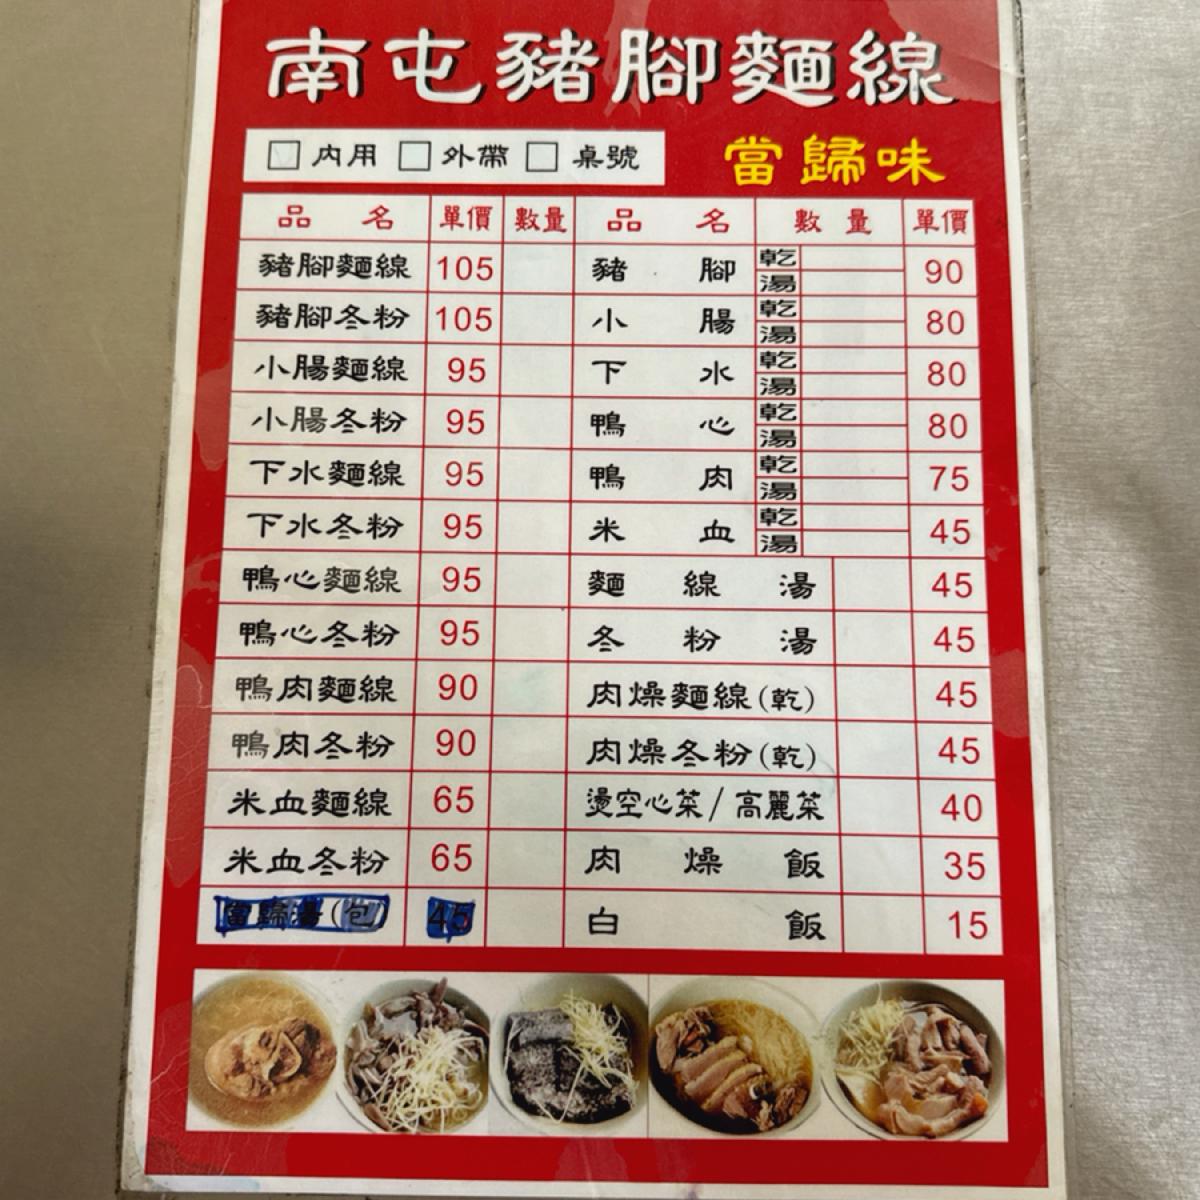 南屯豬腳麵線
內用 外帶 桌號
當歸味
品名 單價 數量 品名 數量 單價
豬腳麵線 105 豬腳 乾 湯 90
豬腳冬粉 105 小腸 乾 湯 80
小腸麵線 95 下水 乾 湯 80
小腸冬粉 95 鴨心 乾 湯 80
下水麵線 95 鴨肉 乾 湯 75
下水冬粉 95 米血 乾 湯 45
鴨心麵線 95 麵線湯 45
鴨心冬粉 95 冬粉湯 45
鴨肉麵線 90 肉燥麵線(乾) 45
鴨肉冬粉 90 肉燥冬粉(乾) 45
米血麵線 65 燙空心菜/高麗菜 40
米血冬粉 65 肉燥飯 35
當歸湯(包) 45 白飯 15